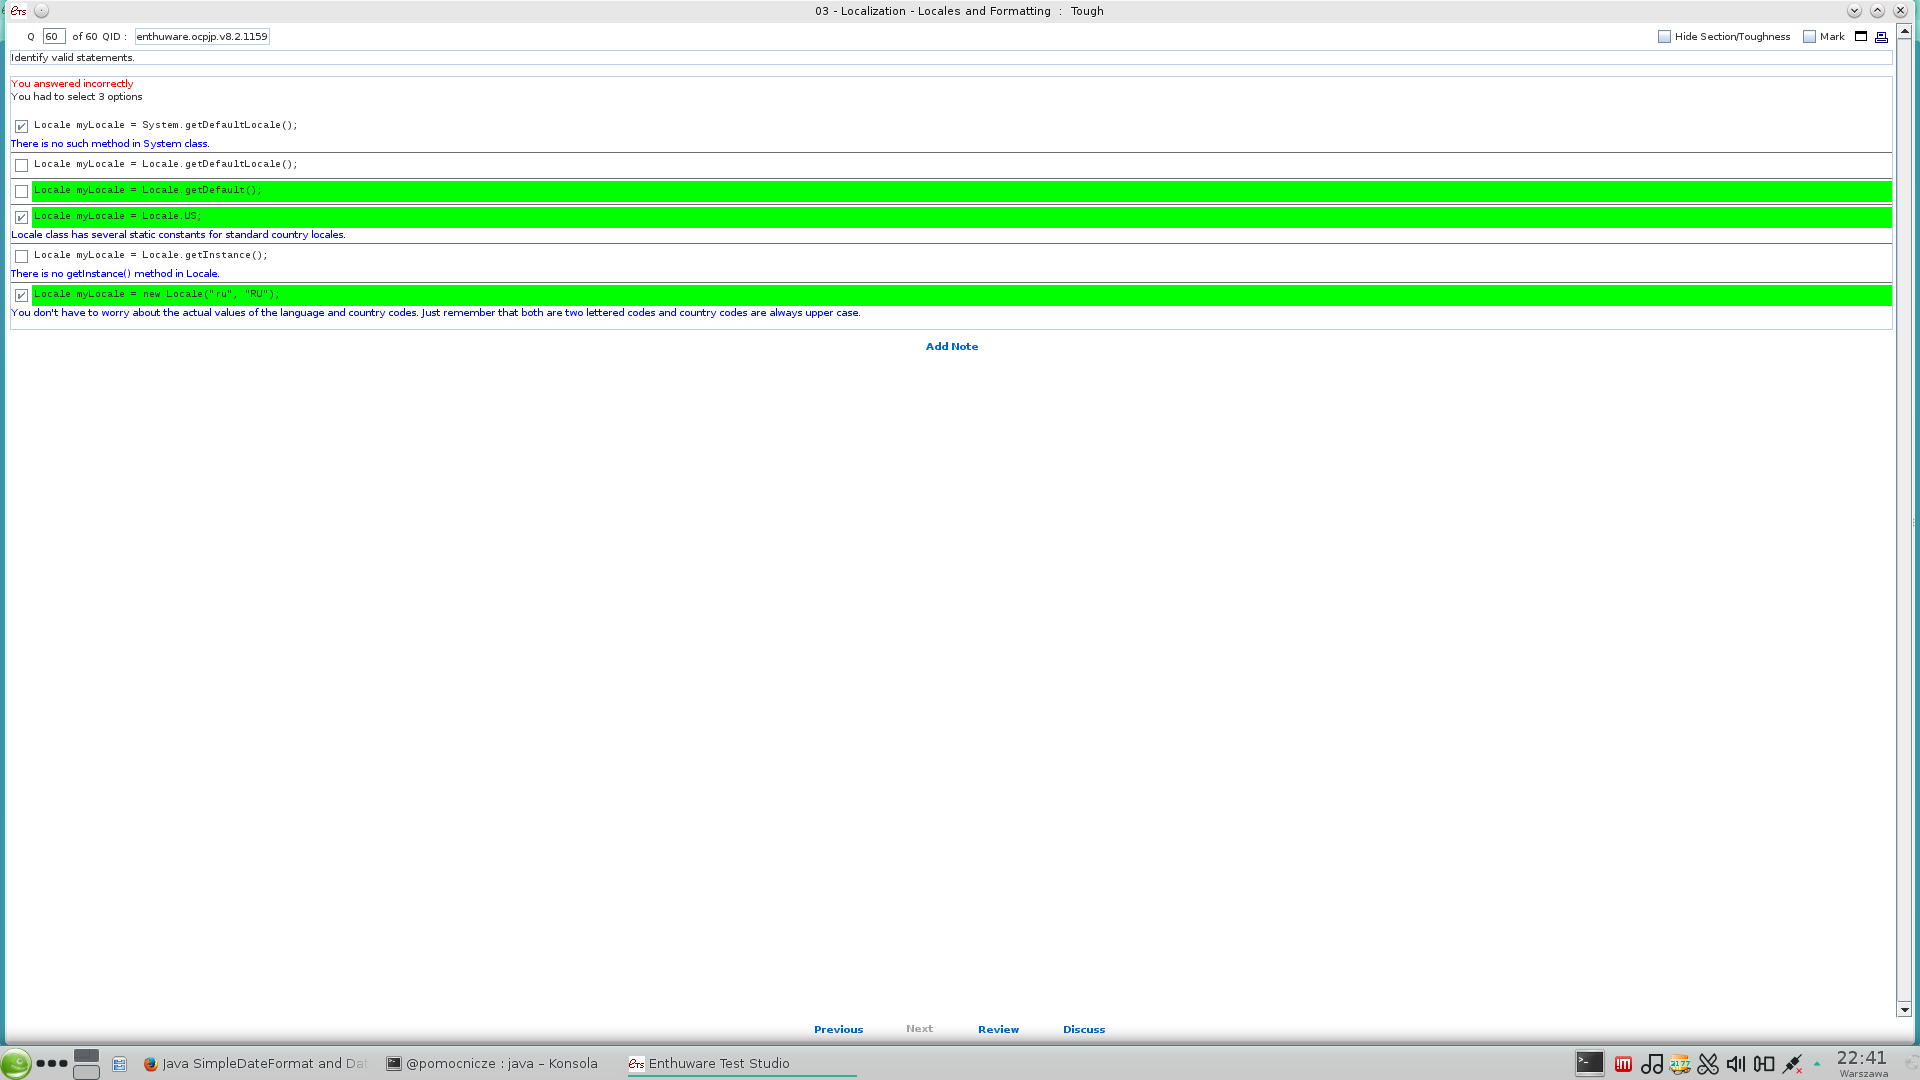 03 - Localization - Locales and Formatting : Tough
Q 60 of 60 QID : enthuware.ocpjp.v8.2.1159 Hide Section/Toughness Mark
Identify valid statements.
You answered incorrectly
You had to select 3 options
Locale myLocale = System.getDefaultLocale();
There is no such method in System class.
Locale myLocale = Locale.getDefaultLocale();
Locale myLocale = Locale.getDefault();
Locale myLocale = Locale.US;
Locale class has several static constants for standard country locales.
Locale myLocale = Locale.getInstance();
There is no getInstance() method in Locale.
Locale myLocale = new Locale("ru", "RU");
You don't have to worry about the actual values of the language and country codes. Just remember that both are two lettered codes and country codes are always upper case.
Add Note
Previous Next Review Discuss
Java SimpleDateFormat and Dat @pomocnicze : java – Konsola ETS Enthuware Test Studio 22:41
Warszawa